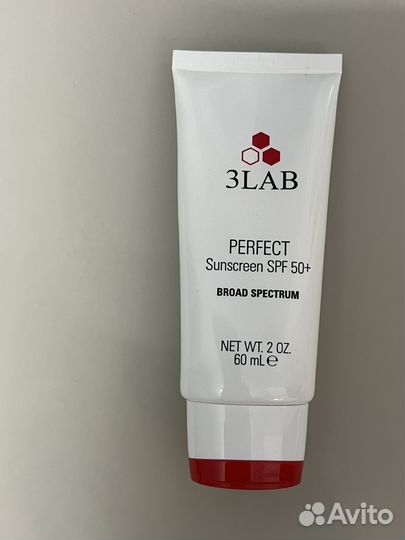 3LAB
PERFECT
Sunscreen SPF 50+
BROAD SPECTRUM
NET WT. 2 OZ.
60 mL℮
Avito